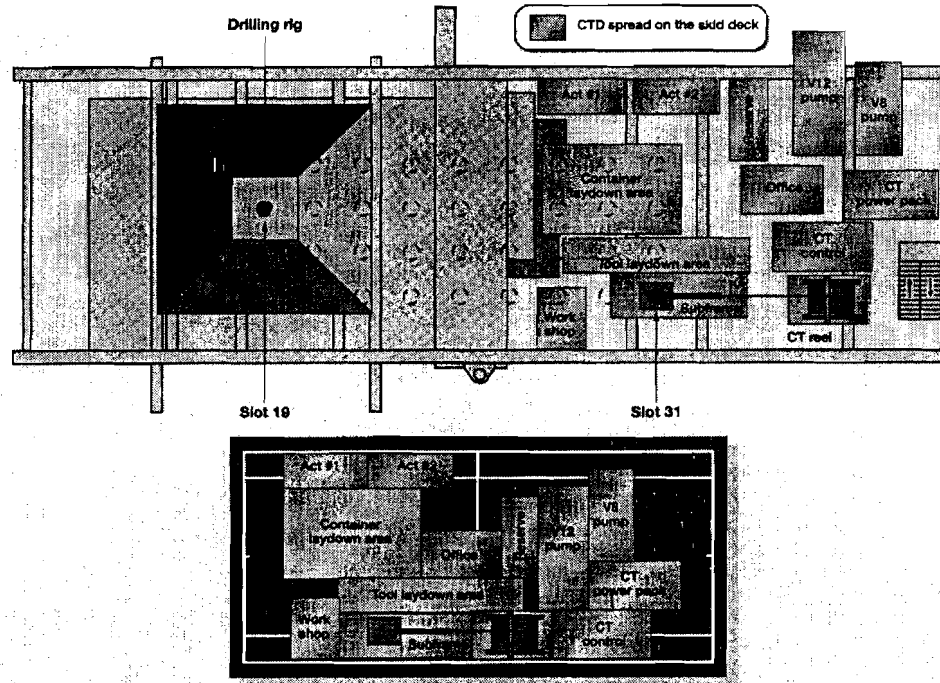 Drilling rig
CTD spread on the skid deck
Act #1
Act #2
V12
pump
V8
pump
Container
laydown area
Office
CT
power pack
CT
control
Tool laydown area
Work
shop
CT reel
Slot 19
Slot 31
Act #1
Act #2
Container
laydown area
Office
V12
pump
V8
pump
Tool laydown area
CT
power pack
Work
shop
CT
control